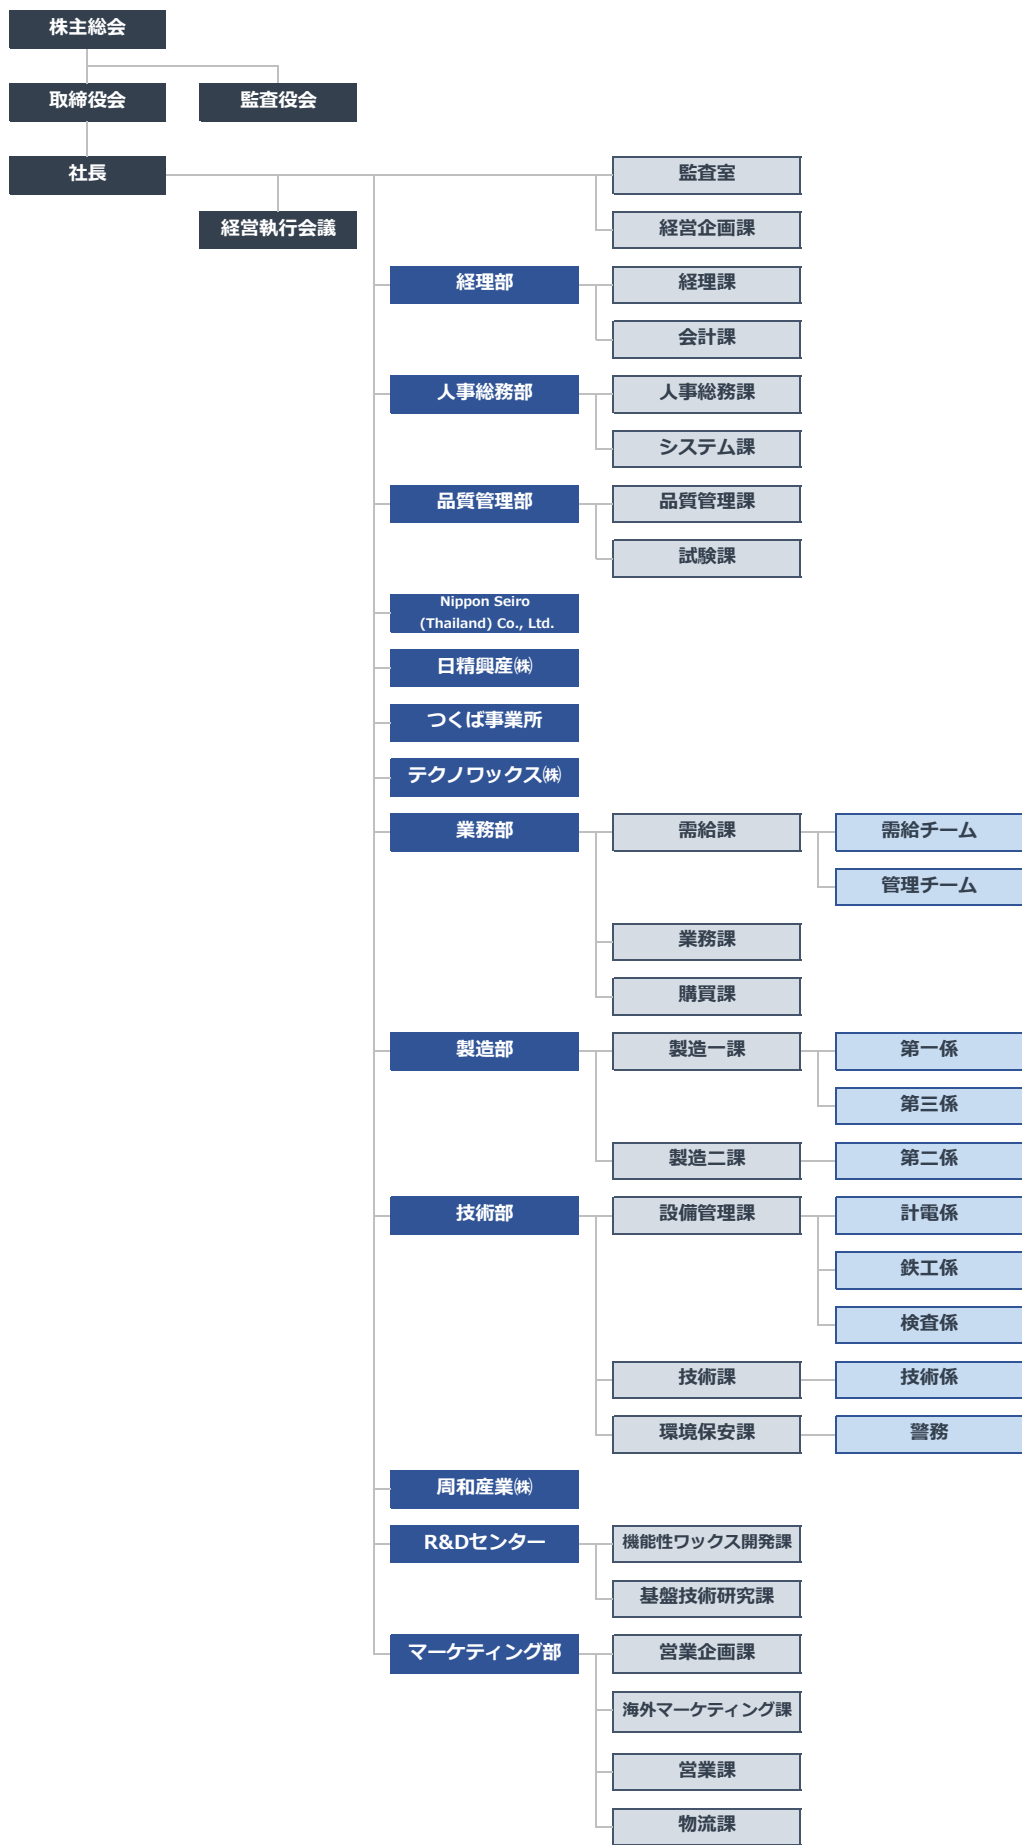 株主総会
取締役会
監査役会
社長
監査室
経営執行会議
経営企画課
経理部
経理課
会計課
人事総務部
人事総務課
システム課
品質管理部
品質管理課
試験課
Nippon Seiro
(Thailand) Co., Ltd.
日精興産㈱
つくば事業所
テクノワックス㈱
業務部
需給課
需給チーム
管理チーム
業務課
購買課
製造部
製造一課
第一係
第三係
製造二課
第二係
技術部
設備管理課
計電係
鉄工係
検査係
技術課
技術係
環境保安課
警務
周和産業㈱
R&Dセンター
機能性ワックス開発課
基盤技術研究課
マーケティング部
営業企画課
海外マーケティング課
営業課
物流課